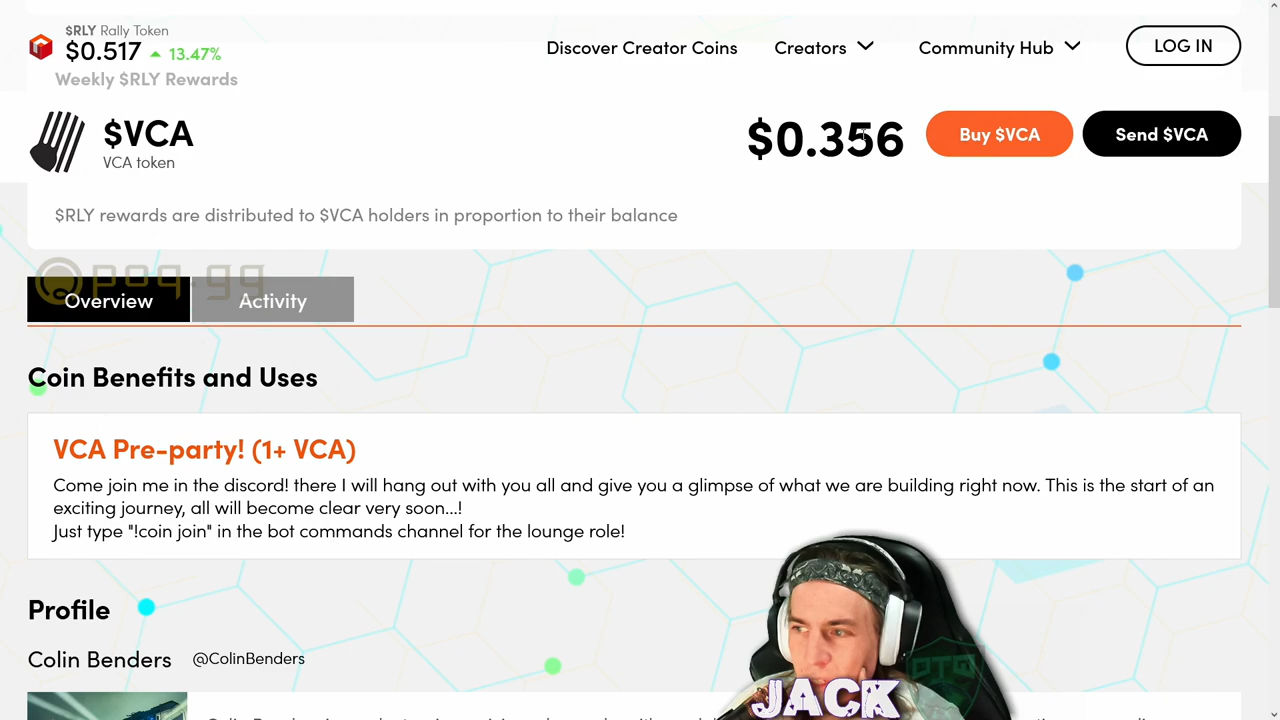 $RLY Rally Token
$0.517 13.47%
Weekly $RLY Rewards
Discover Creator Coins
Creators
Community Hub
LOG IN
$VCA
VCA token
$0.356
Buy $VCA
Send $VCA
$RLY rewards are distributed to $VCA holders in proportion to their balance
poq.gg
Overview
Activity
Coin Benefits and Uses
VCA Pre-party! (1+ VCA)
Come join me in the discord! there I will hang out with you all and give you a glimpse of what we are building right now. This is the start of an
exciting journey, all will become clear very soon...!
Just type "!coin join" in the bot commands channel for the lounge role!
Profile
Colin Benders @ColinBenders
JACK